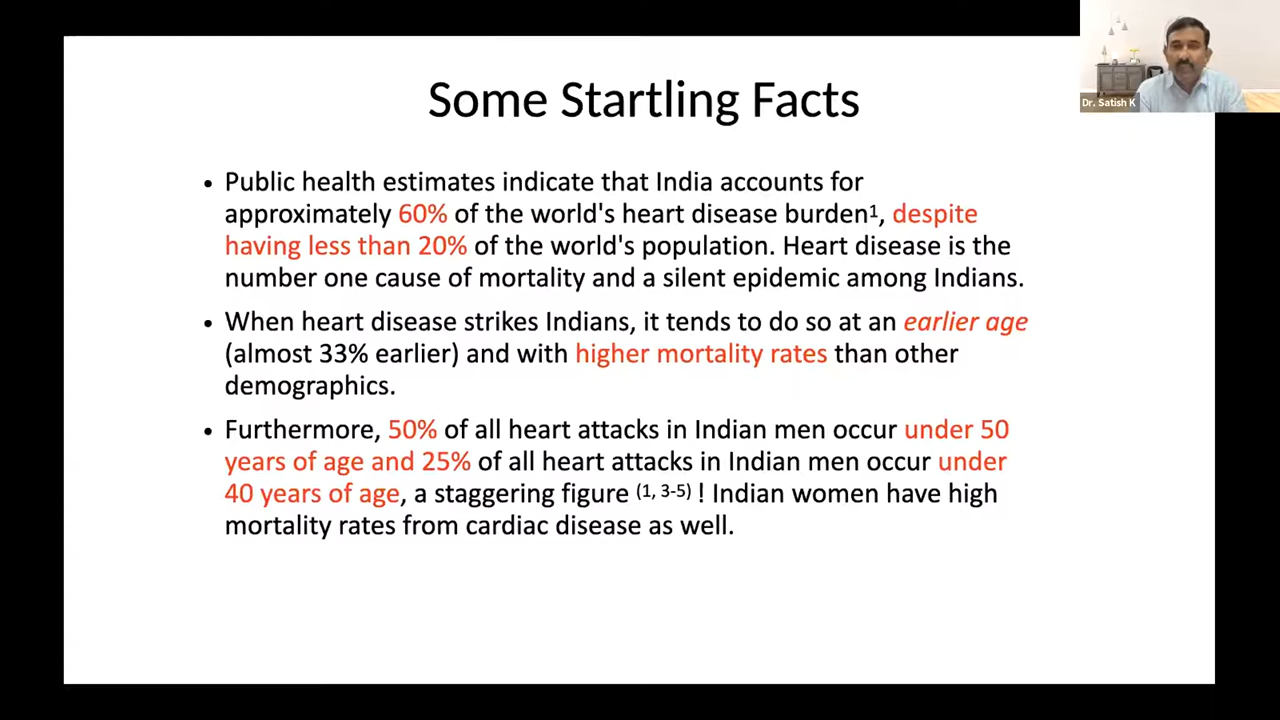 Some Startling Facts
Dr. Satish K
• Public health estimates indicate that India accounts for
approximately 60% of the world's heart disease burden¹, despite
having less than 20% of the world's population. Heart disease is the
number one cause of mortality and a silent epidemic among Indians.
• When heart disease strikes Indians, it tends to do so at an earlier age
(almost 33% earlier) and with higher mortality rates than other
demographics.
• Furthermore, 50% of all heart attacks in Indian men occur under 50
years of age and 25% of all heart attacks in Indian men occur under
40 years of age, a staggering figure (1, 3-5) ! Indian women have high
mortality rates from cardiac disease as well.